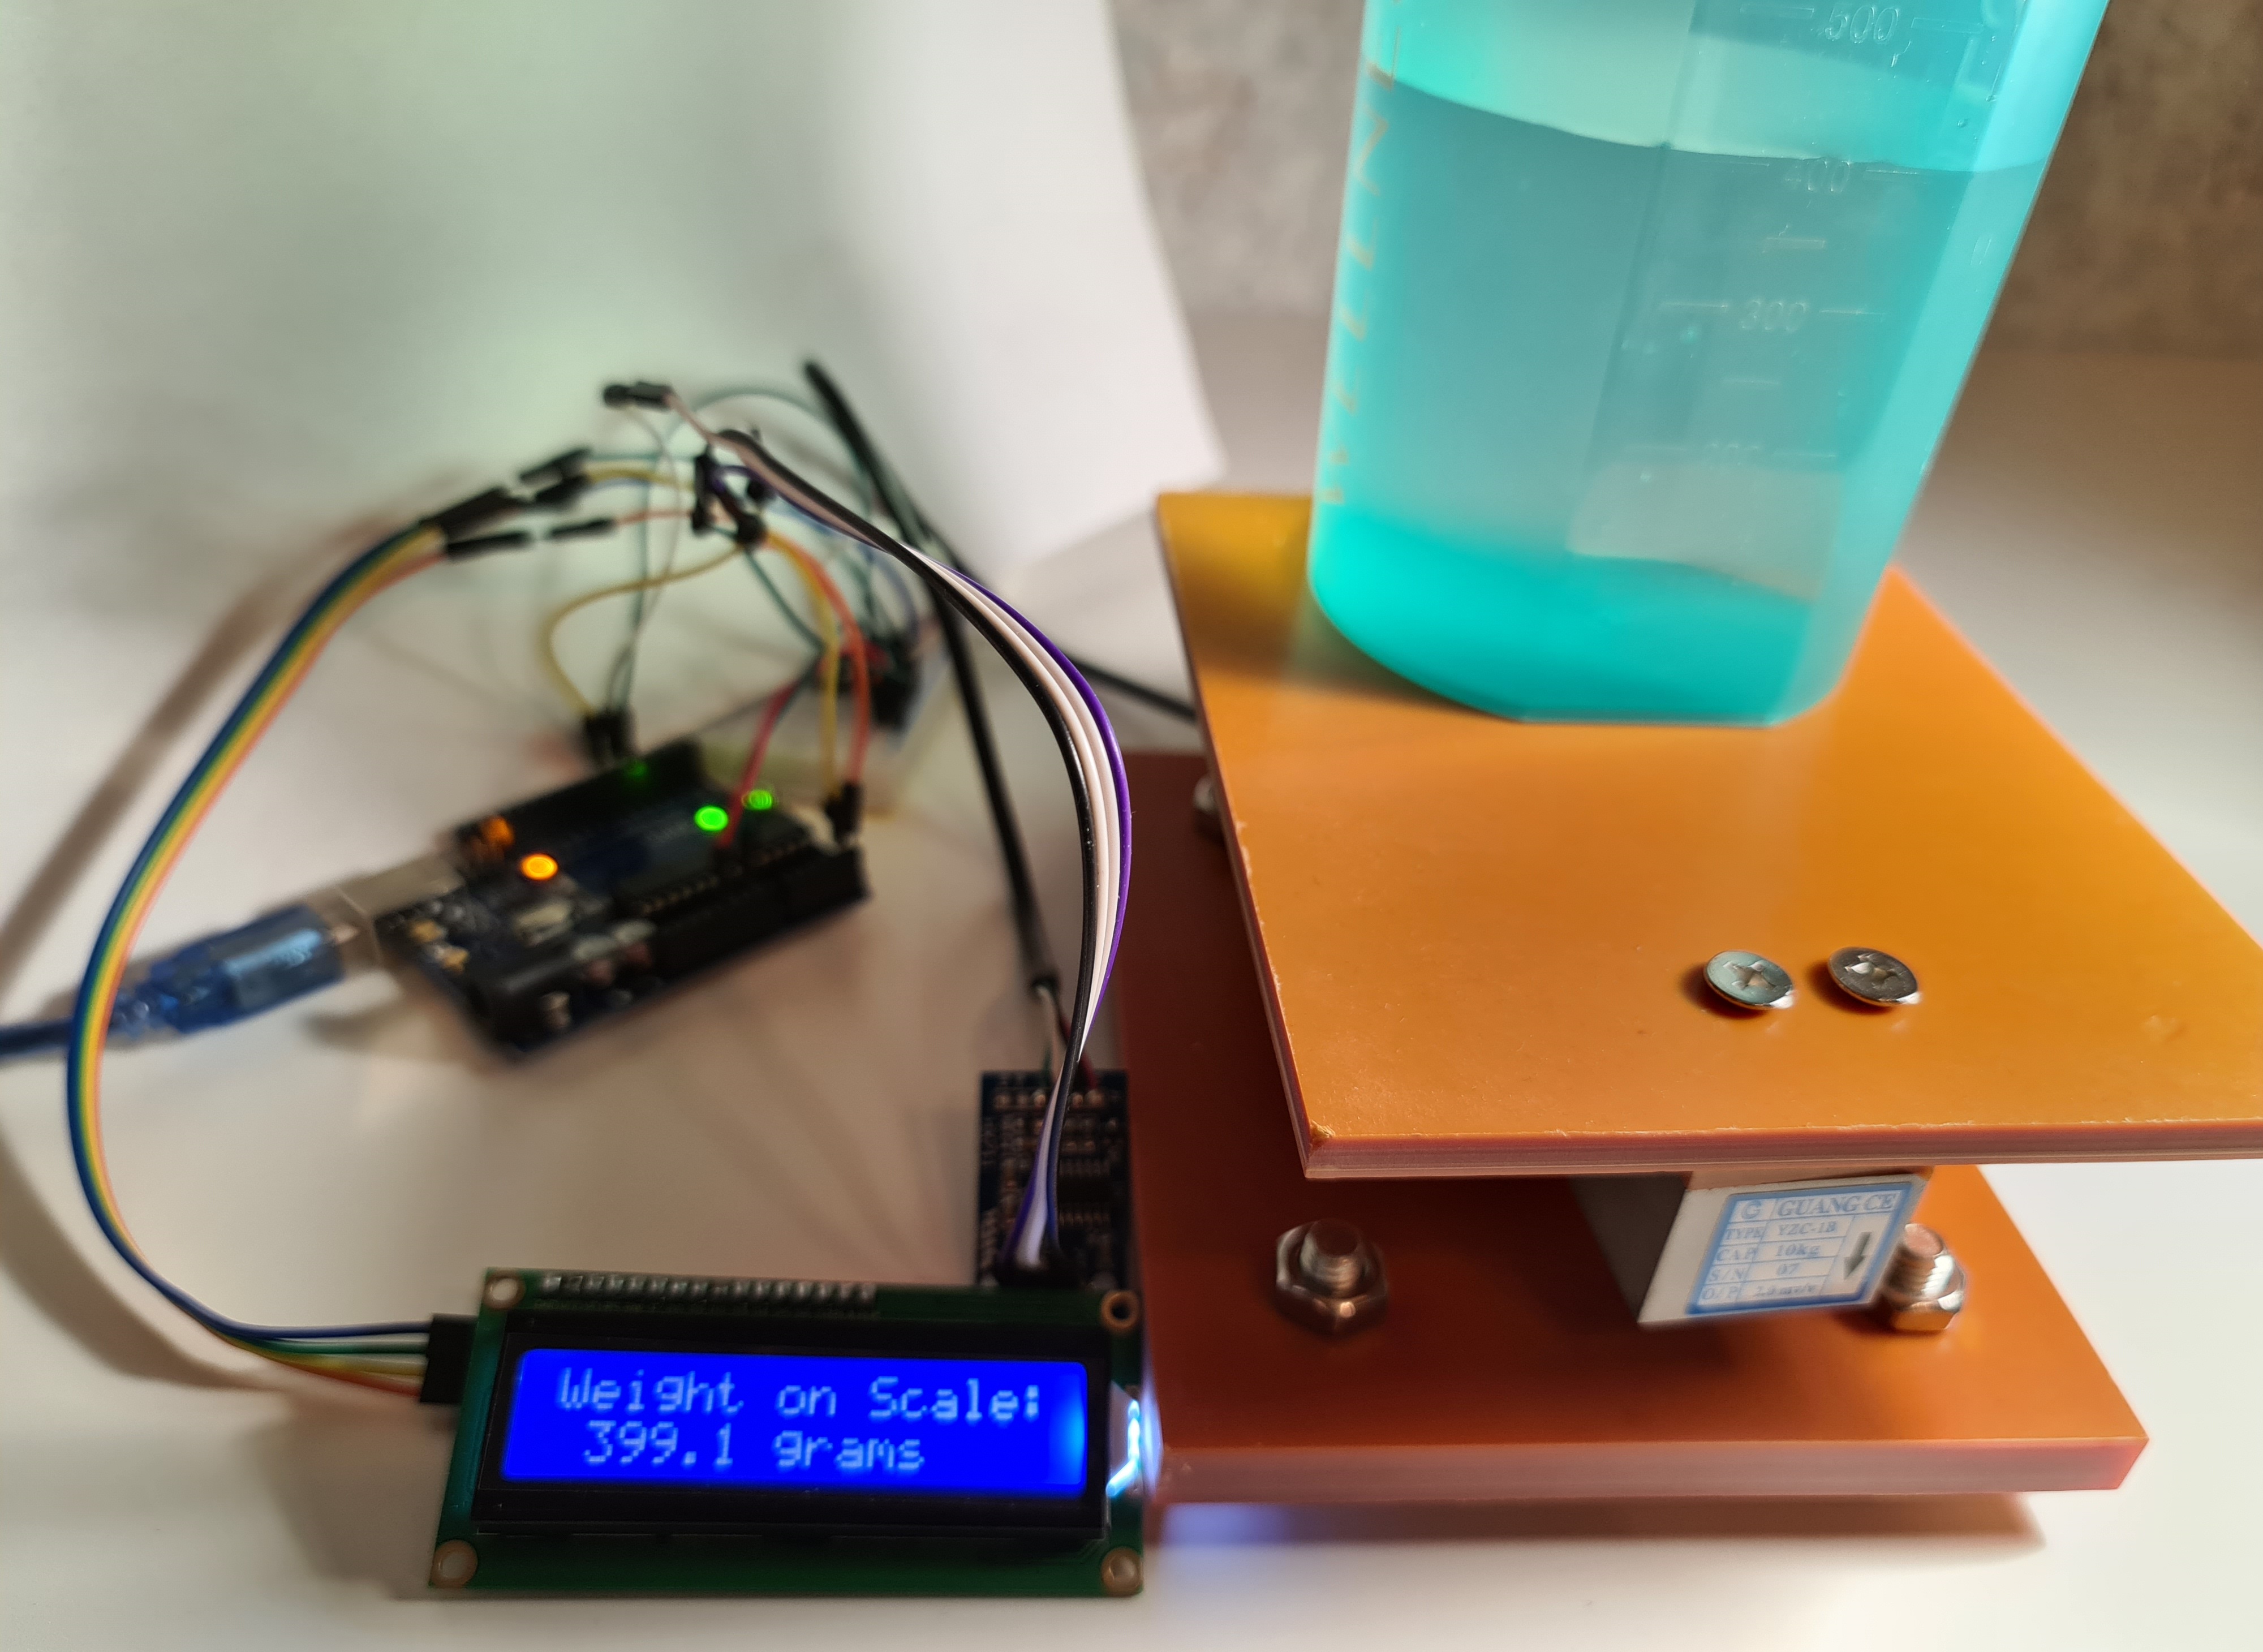 500
400
300
GUANG CE
TYPE YZC-1B
CAP 10kg
S/N 07
O/P
Weight on Scale:
399.1 grams